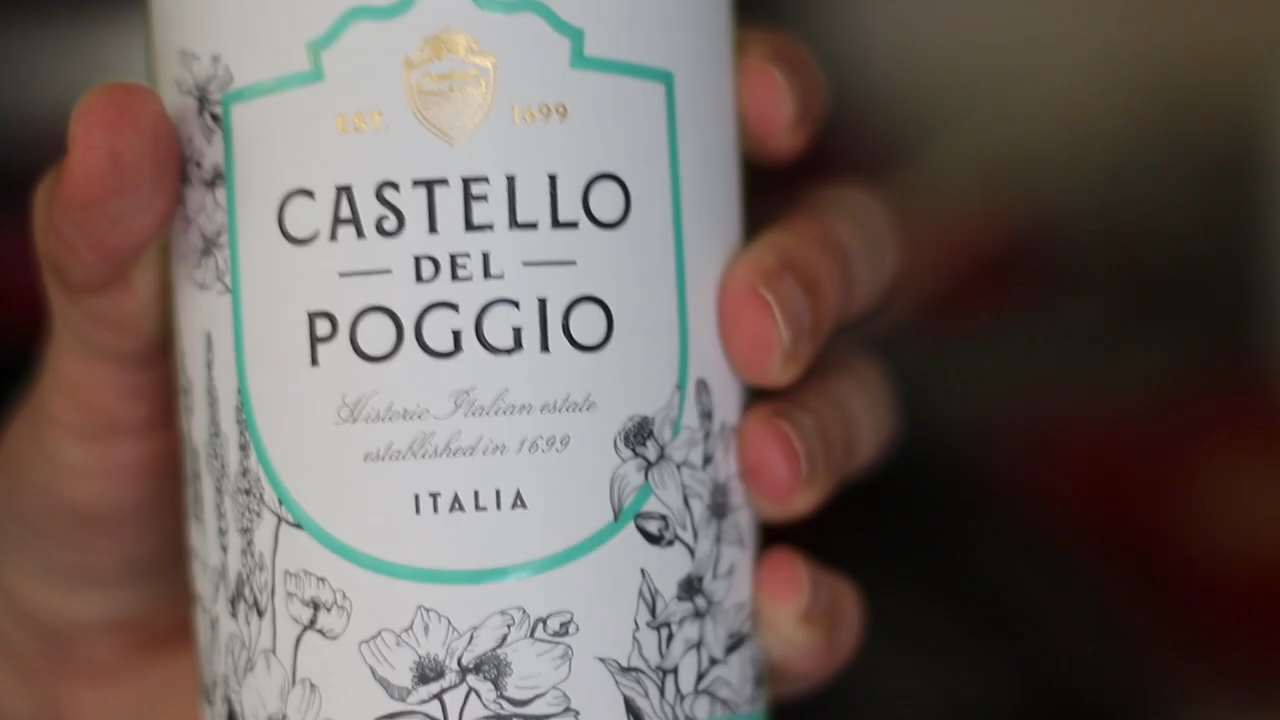 EST. 1699
CASTELLO
DEL
POGGIO
Historic Italian estate
established in 1699
ITALIA